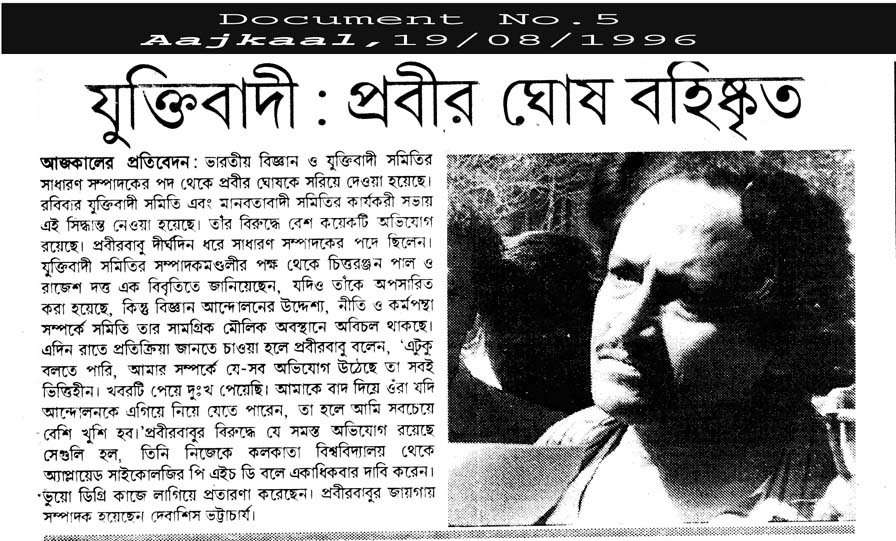 Document No.5
Aajkaal,19/08/1996
যুক্তিবাদী : প্রবীর ঘোষ বহিষ্কৃত
আজকালের প্রতিবেদন : ভারতীয় বিজ্ঞান ও যুক্তিবাদী সমিতির
সাধারণ সম্পাদকের পদ থেকে প্রবীর ঘোষকে সরিয়ে দেওয়া হয়েছে।
রবিবার যুক্তিবাদী সমিতি এবং মানবতাবাদী সমিতির কার্যকরী সভায়
এই সিদ্ধান্ত নেওয়া হয়েছে। তাঁর বিরুদ্ধে বেশ কয়েকটি অভিযোগ
রয়েছে। প্রবীরবাবু দীর্ঘদিন ধরে সাধারণ সম্পাদকের পদে ছিলেন।
যুক্তিবাদী সমিতির সম্পাদকমণ্ডলীর পক্ষ থেকে চিত্তরঞ্জন পাল ও
রাজেশ দত্ত এক বিবৃতিতে জানিয়েছেন, যদিও তাঁকে অপসারিত
করা হয়েছে, কিন্তু বিজ্ঞান আন্দোলনের উদ্দেশ্য, নীতি ও কর্মপন্থা
সম্পর্কে সমিতি তার সামগ্রিক মৌলিক অবস্থানে অবিচল থাকছে।
এদিন রাতে প্রতিক্রিয়া জানতে চাওয়া হলে প্রবীরবাবু বলেন, ‘এটুকু
বলতে পারি, আমার সম্পর্কে যে-সব অভিযোগ উঠেছে তা সবই
ভিত্তিহীন। খবরটি পেয়ে দুঃখ পেয়েছি। আমাকে বাদ দিয়ে ওঁরা যদি
আন্দোলনকে এগিয়ে নিয়ে যেতে পারেন, তা হলে আমি সবচেয়ে
বেশি খুশি হব।’প্রবীরবাবুর বিরুদ্ধে যে সমস্ত অভিযোগ রয়েছে
সেগুলি হল, তিনি নিজেকে কলকাতা বিশ্ববিদ্যালয় থেকে
অ্যাপ্লায়েড সাইকোলজির পি এইচ ডি বলে একাধিকবার দাবি করেন।
ভুয়ো ডিগ্রি কাজে লাগিয়ে প্রতারণা করেছেন। প্রবীরবাবুর জায়গায়
সম্পাদক হয়েছেন দেবাশিস ভট্টাচার্য।